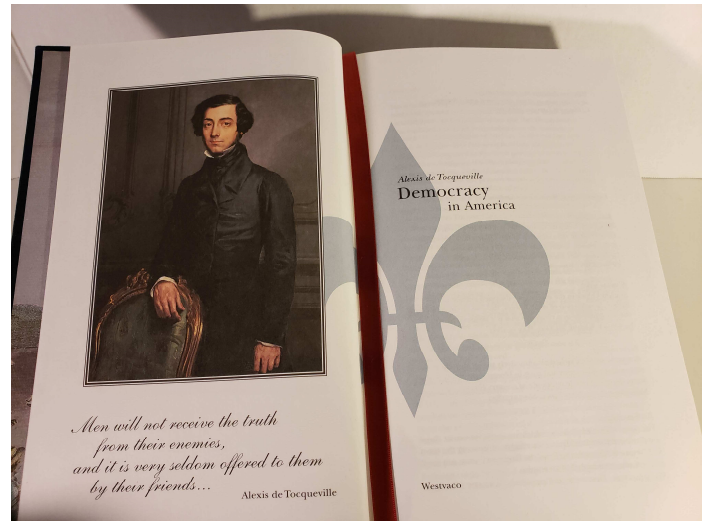 Men will not receive the truth
from their enemies,
and it is very seldom offered to them
by their friends...
Alexis de Tocqueville
Alexis de Tocqueville
Democracy
in America
Westvaco